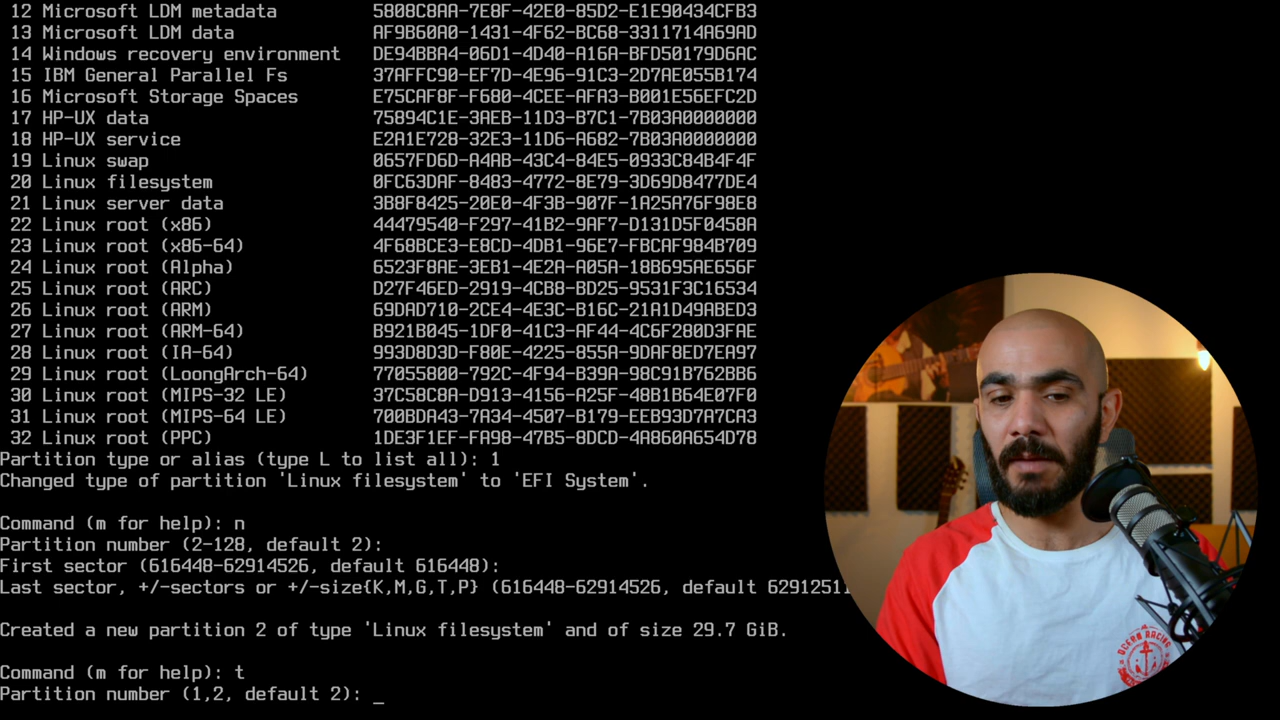 12 Microsoft LDM metadata 5808C8AA-7E8F-42E0-85D2-E1E90434CFB3
13 Microsoft LDM data AF9B60A0-1431-4F62-BC68-3311714A69AD
14 Windows recovery environment DE94BBA4-06D1-4D40-A16A-BFD50179D6AC
15 IBM General Parallel Fs 37AFFC90-EF7D-4E96-91C3-2D7AE055B174
16 Microsoft Storage Spaces E75CAF8F-F680-4CEE-AFA3-B001E56EFC2D
17 HP-UX data 75894C1E-3AEB-11D3-B7C1-7B03A0000000
18 HP-UX service E2A1E728-32E3-11D6-A682-7B03A0000000
19 Linux swap 0657FD6D-A4AB-43C4-84E5-0933C84B4F4F
20 Linux filesystem 0FC63DAF-8483-4772-8E79-3D69D8477DE4
21 Linux server data 3B8F8425-20E0-4F3B-907F-1A25A76F98E8
22 Linux root (x86) 44479540-F297-41B2-9AF7-D131D5F0458A
23 Linux root (x86-64) 4F68BCE3-E8CD-4DB1-96E7-FBCAF984B709
24 Linux root (Alpha) 6523F8AE-3EB1-4E2A-A05A-18B695AE656F
25 Linux root (ARC) D27F46ED-2919-4CB8-BD25-9531F3C16534
26 Linux root (ARM) 69DAD710-2CE4-4E3C-B16C-21A1D49ABED3
27 Linux root (ARM-64) B921B045-1DF0-41C3-AF44-4C6F280D3FAE
28 Linux root (IA-64) 993D8D3D-F80E-4225-855A-9DAF8ED7EA97
29 Linux root (LoongArch-64) 77055800-792C-4F94-B39A-98C91B762BB6
30 Linux root (MIPS-32 LE) 37C58C8A-D913-4156-A25F-48B1B64E07F0
31 Linux root (MIPS-64 LE) 700BDA43-7A34-4507-B179-EEB93D7A7CA3
32 Linux root (PPC) 1DE3F1EF-FA98-47B5-8DCD-4A860A654D78
Partition type or alias (type L to list all): 1
Changed type of partition 'Linux filesystem' to 'EFI System'.
Command (m for help): n
Partition number (2-128, default 2):
First sector (616448-62914526, default 616448):
Last sector, +/-sectors or +/-size{K,M,G,T,P} (616448-62914526, default 62912511
Created a new partition 2 of type 'Linux filesystem' and of size 29.7 GiB.
Command (m for help): t
Partition number (1,2, default 2): _
OCEAN RACING